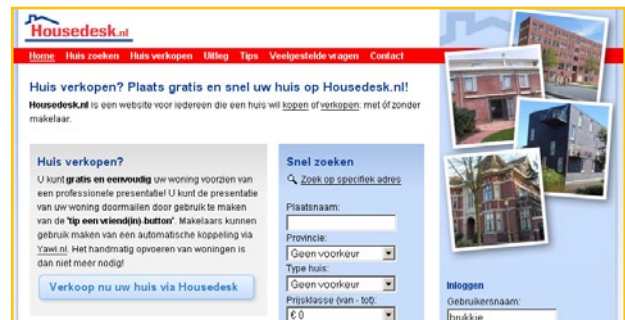 Housedesk.nl
Home Huis zoeken Huis verkopen Uitleg Tips Veelgestelde vragen Contact
Huis verkopen? Plaats gratis en snel uw huis op Housedesk.nl!
Housedesk.nl is een website voor iedereen die een huis wil kopen of verkopen: met óf zonder
makelaar.
Huis verkopen?
U kunt gratis en eenvoudig uw woning voorzien van
een professionele presentatie! U kunt de presentatie
van uw woning doormailen door gebruik te maken
van de "tip een vriend(in)-button". Makelaars kunnen
gebruik maken van een automatische koppeling via
Yawl.nl. Het handmatig opvoeren van woningen is
dan niet meer nodig!
Verkoop nu uw huis via Housedesk
Snel zoeken
Zoek op specifiek adres
Plaatsnaam:
Provincie:
Geen voorkeur
Type huis:
Geen voorkeur
Prijsklasse (van - tot):
€ 0
Inloggen
Gebruikersnaam:
brukkie